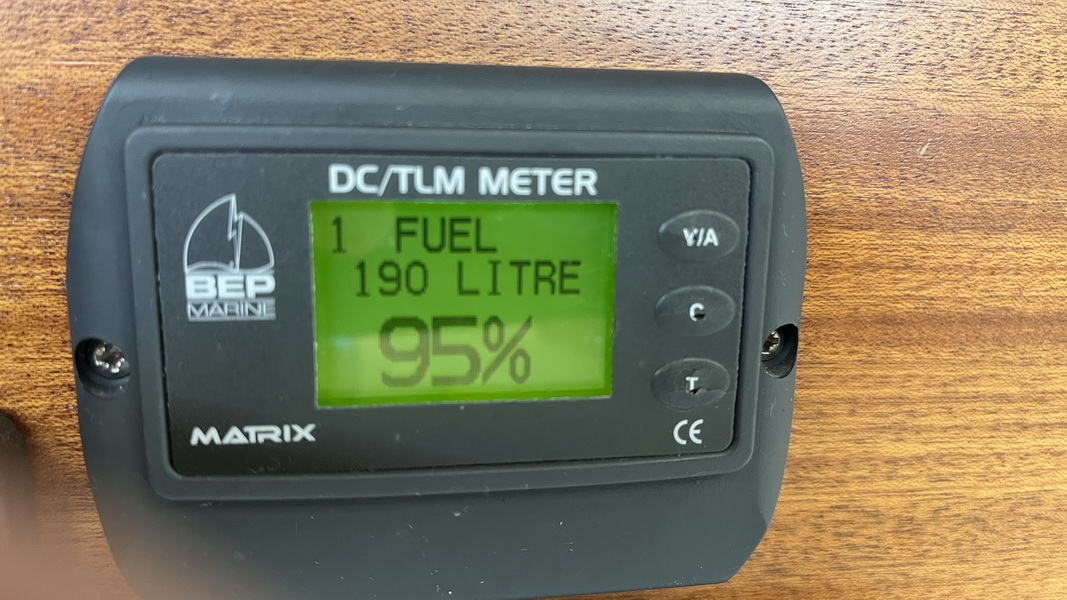 DC/TLM METER
1 FUEL
190 LITRE
95%
V/A
C
T
BEP
MARINE
MATRIX
CE